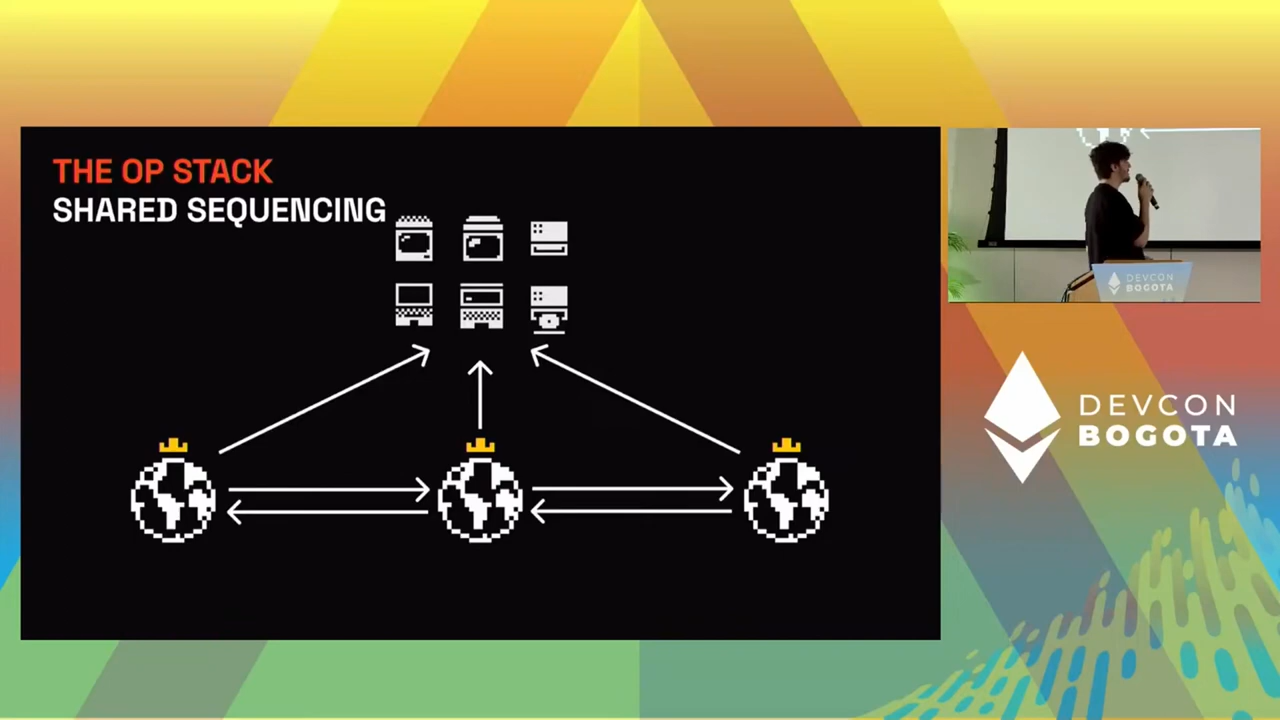 THE OP STACK
SHARED SEQUENCING
DEVCON
BOGOTA
DEVCON
BOGOTA